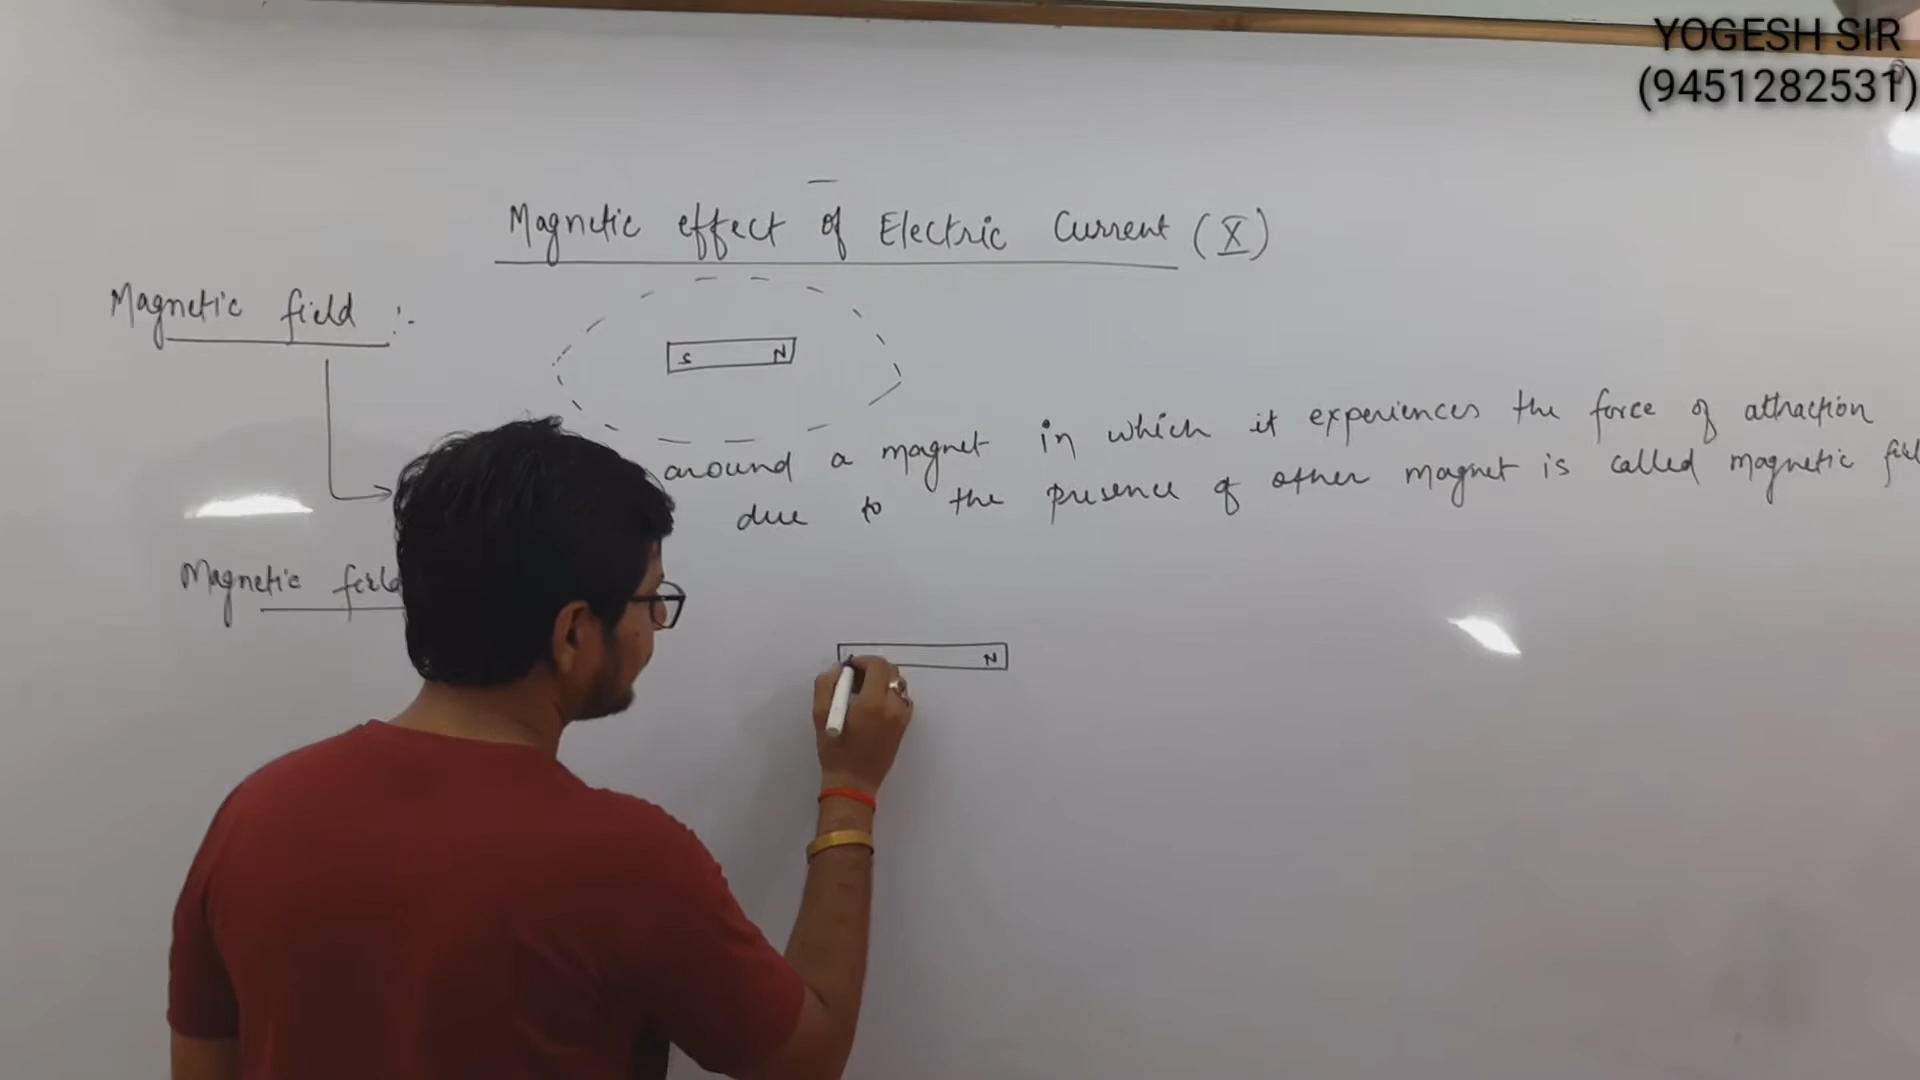 YOGESH SIR
(9451282531)
Magnetic effect of Electric Current (X)
Magnetic field :-
S N
around a magnet in which it experiences the force of attraction
due to the presence of other magnet is called magnetic
Magnetic field
N